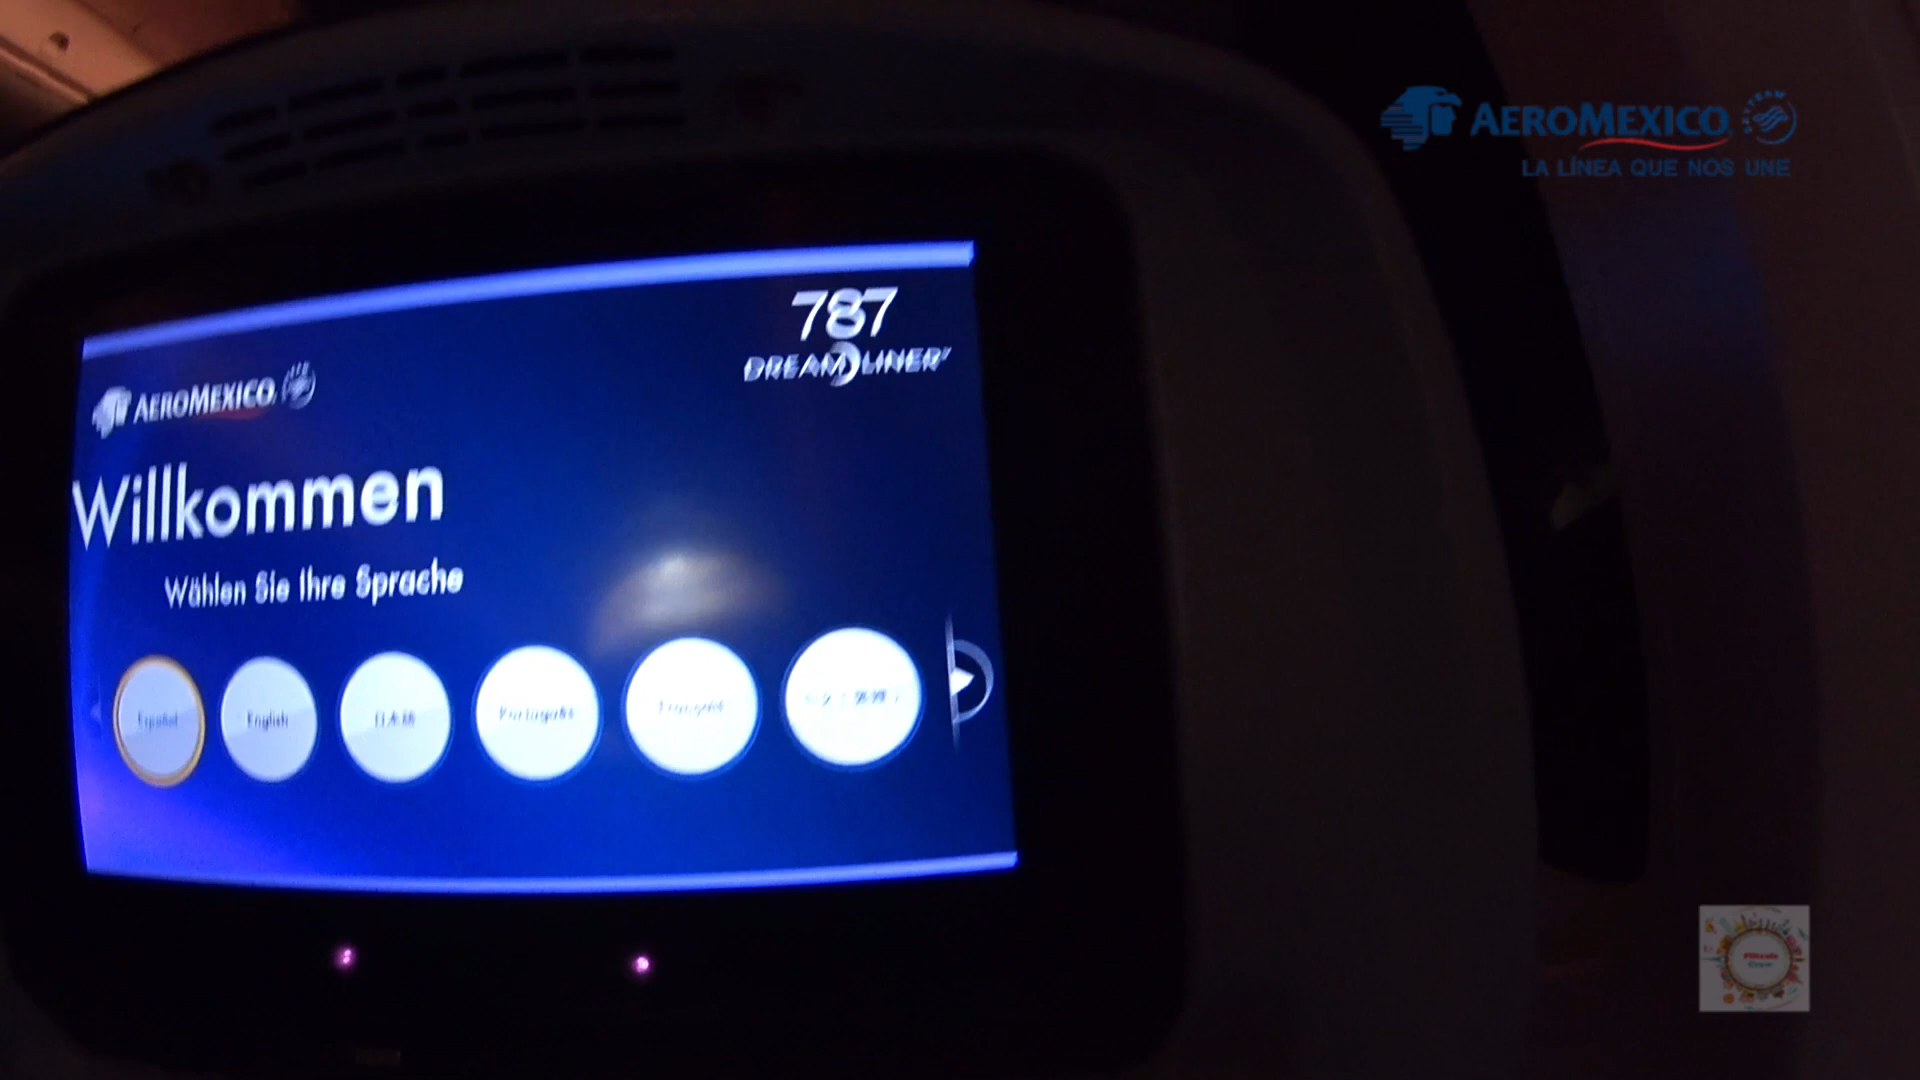 AEROMEXICO
LA LÍNEA QUE NOS UNE
787
DREAMLINER
AEROMEXICO
Willkommen
Wählen Sie Ihre Sprache
Español
English
日本語
Português
Français